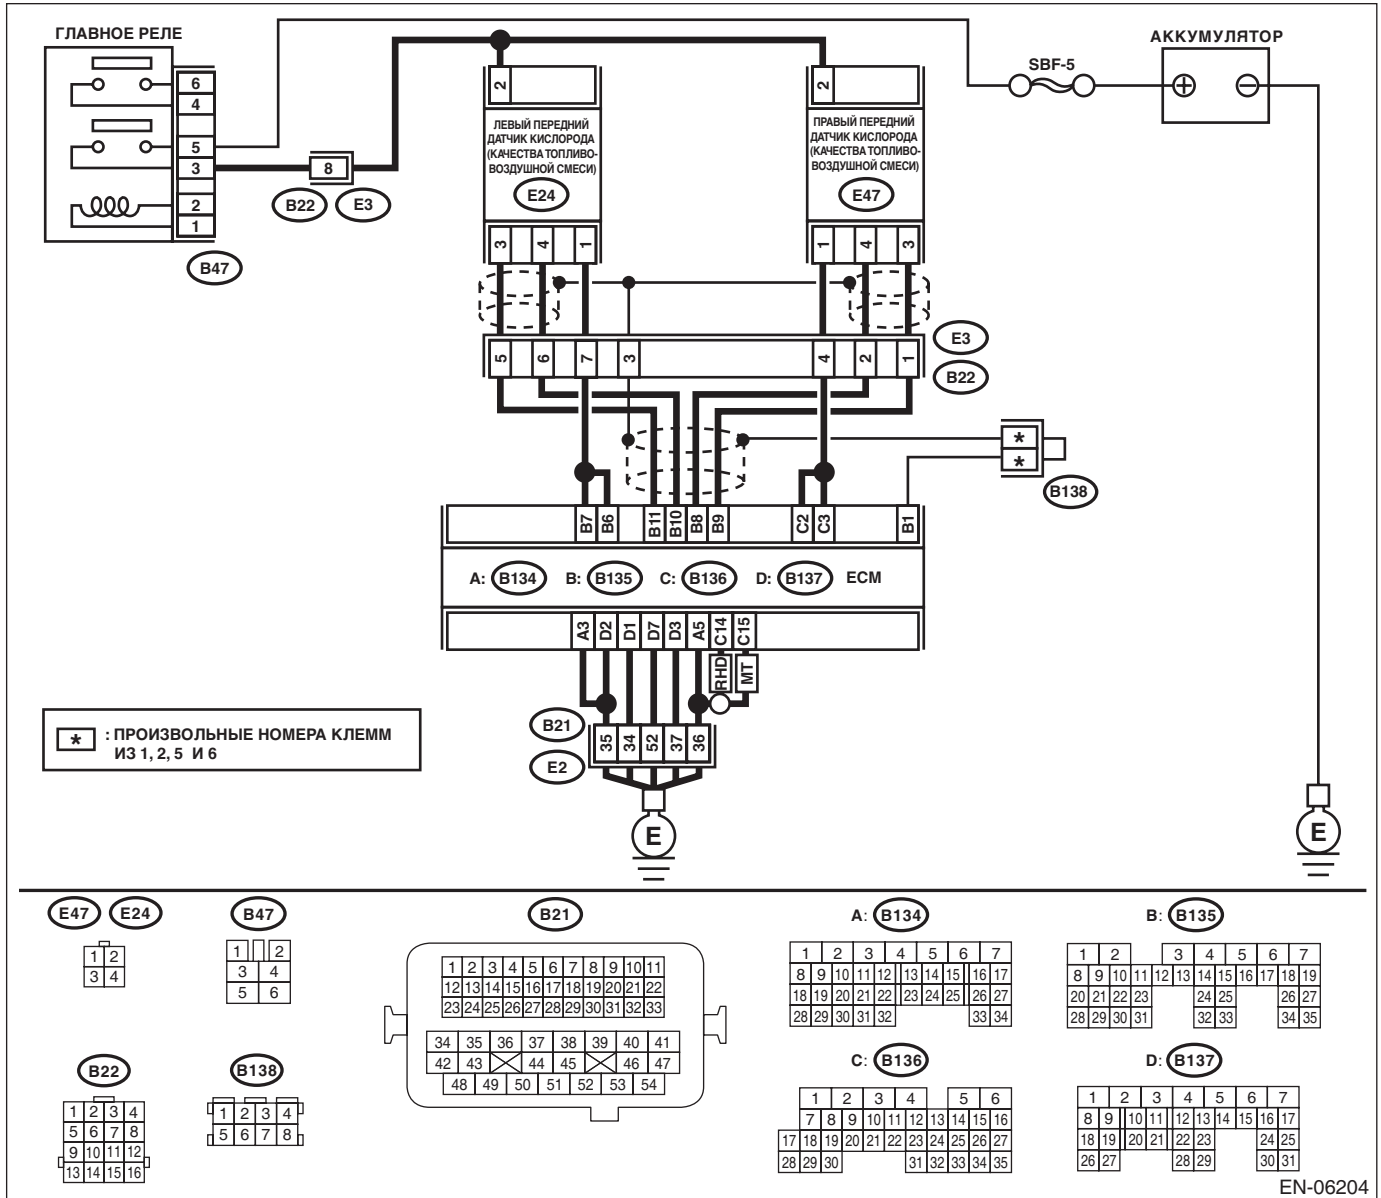 ГЛАВНОЕ РЕЛЕ
6
4
5
3
2
1
B47
8
B22 E3
2
ЛЕВЫЙ ПЕРЕДНИЙ
ДАТЧИК КИСЛОРОДА
(КАЧЕСТВА ТОПЛИВО-
ВОЗДУШНОЙ СМЕСИ)
E24
3 4 1
2
ПРАВЫЙ ПЕРЕДНИЙ
ДАТЧИК КИСЛОРОДА
(КАЧЕСТВА ТОПЛИВО-
ВОЗДУШНОЙ СМЕСИ)
E47
1 4 3
SBF-5
АККУМУЛЯТОР
+ −
E3
B22
5 6 7 3 4 2 1
*
*
B138
B7 B6 B11 B10 B8 B9 C2 C3 B1
A: B134 B: B135 C: B136 D: B137 ECM
A3 D2 D1 D7 D3 A5 C14 C15
RHD MT
B21
E2
35 34 52 37 36
E
E
* : ПРОИЗВОЛЬНЫЕ НОМЕРА КЛЕММ
ИЗ 1, 2, 5 И 6
E47 E24
1 2
3 4
B47
1 2
3 4
5 6
B21
1 2 3 4 5 6 7 8 9 10 11
12 13 14 15 16 17 18 19 20 21 22
23 24 25 26 27 28 29 30 31 32 33
34 35 36 37 38 39 40 41
42 43 44 45 46 47
48 49 50 51 52 53 54
A: B134
1 2 3 4 5 6 7
8 9 10 11 12 13 14 15 16 17
18 19 20 21 22 23 24 25 26 27
28 29 30 31 32 33 34
B: B135
1 2 3 4 5 6 7
8 9 10 11 12 13 14 15 16 17 18 19
20 21 22 23 24 25 26 27
28 29 30 31 32 33 34 35
B22
1 2 3 4
5 6 7 8
9 10 11 12
13 14 15 16
B138
1 2 3 4
5 6 7 8
C: B136
1 2 3 4 5 6
7 8 9 10 11 12 13 14 15 16
17 18 19 20 21 22 23 24 25 26 27
28 29 30 31 32 33 34 35
D: B137
1 2 3 4 5 6 7
8 9 10 11 12 13 14 15 16 17
18 19 20 21 22 23 24 25
26 27 28 29 30 31
EN-06204